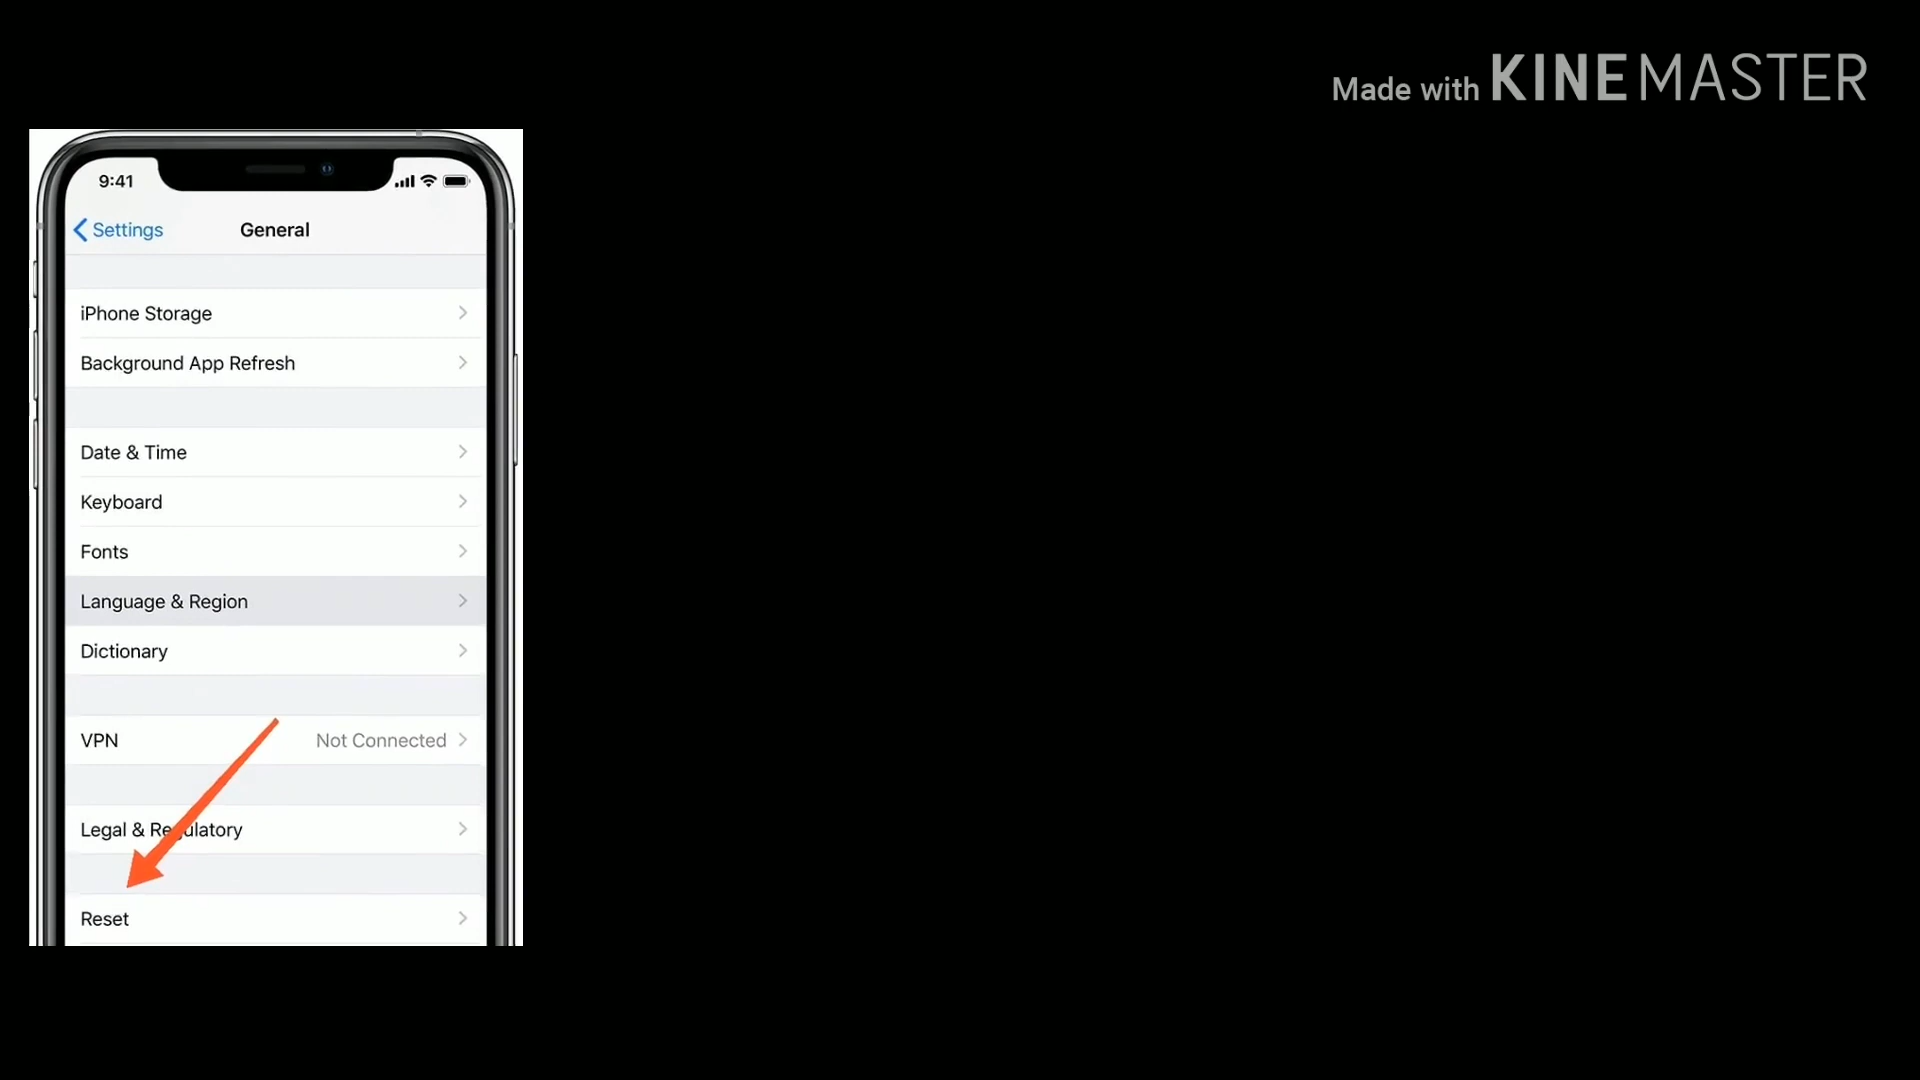 Made with KINEMASTER
9:41
Settings
General
iPhone Storage
Background App Refresh
Date & Time
Keyboard
Fonts
Language & Region
Dictionary
VPN Not Connected
Legal & Regulatory
Reset